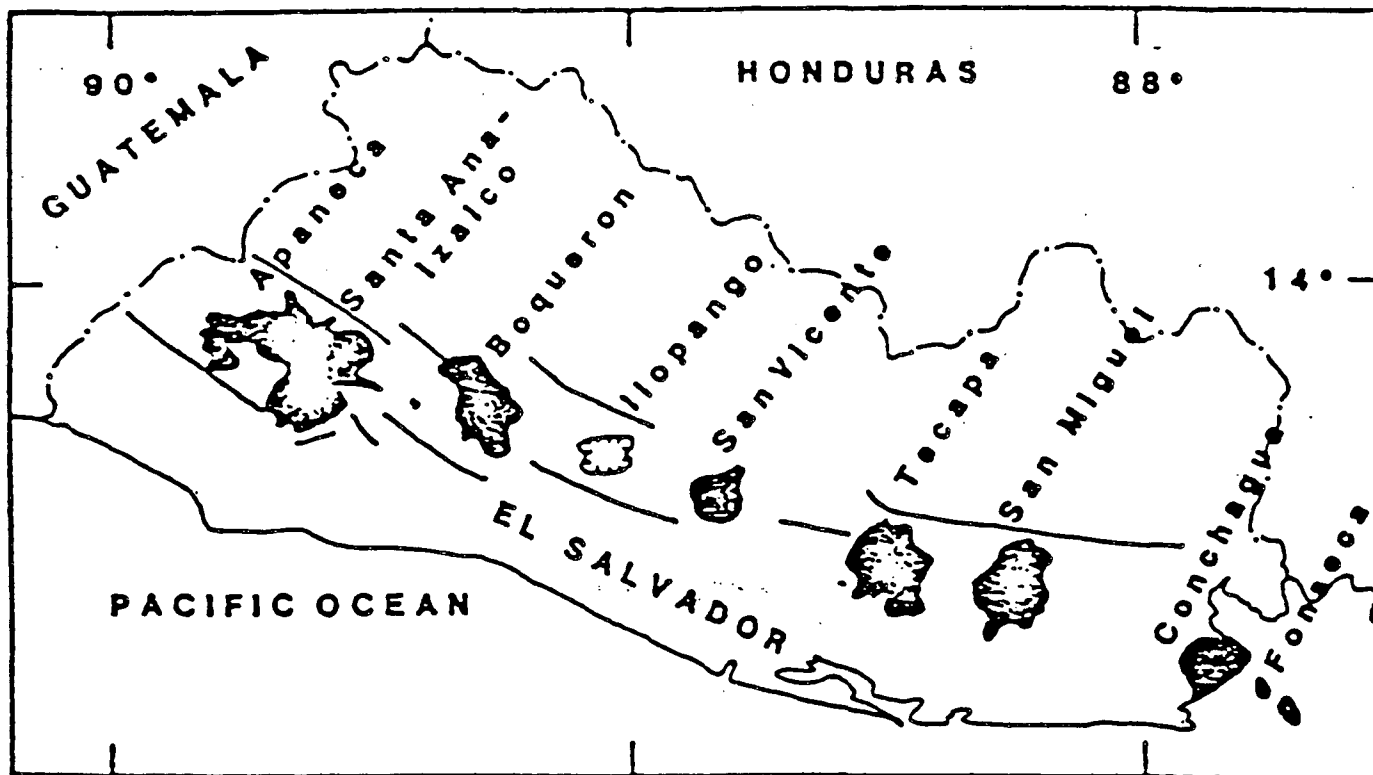 90°
HONDURAS
88°
GUATEMALA
14°
Apaneca
Santa Ana-
Izalco
Boqueron
Ilopango
San Vicente
Tecapa
San Miguel
Conchague
Fonseca
EL SALVADOR
PACIFIC OCEAN